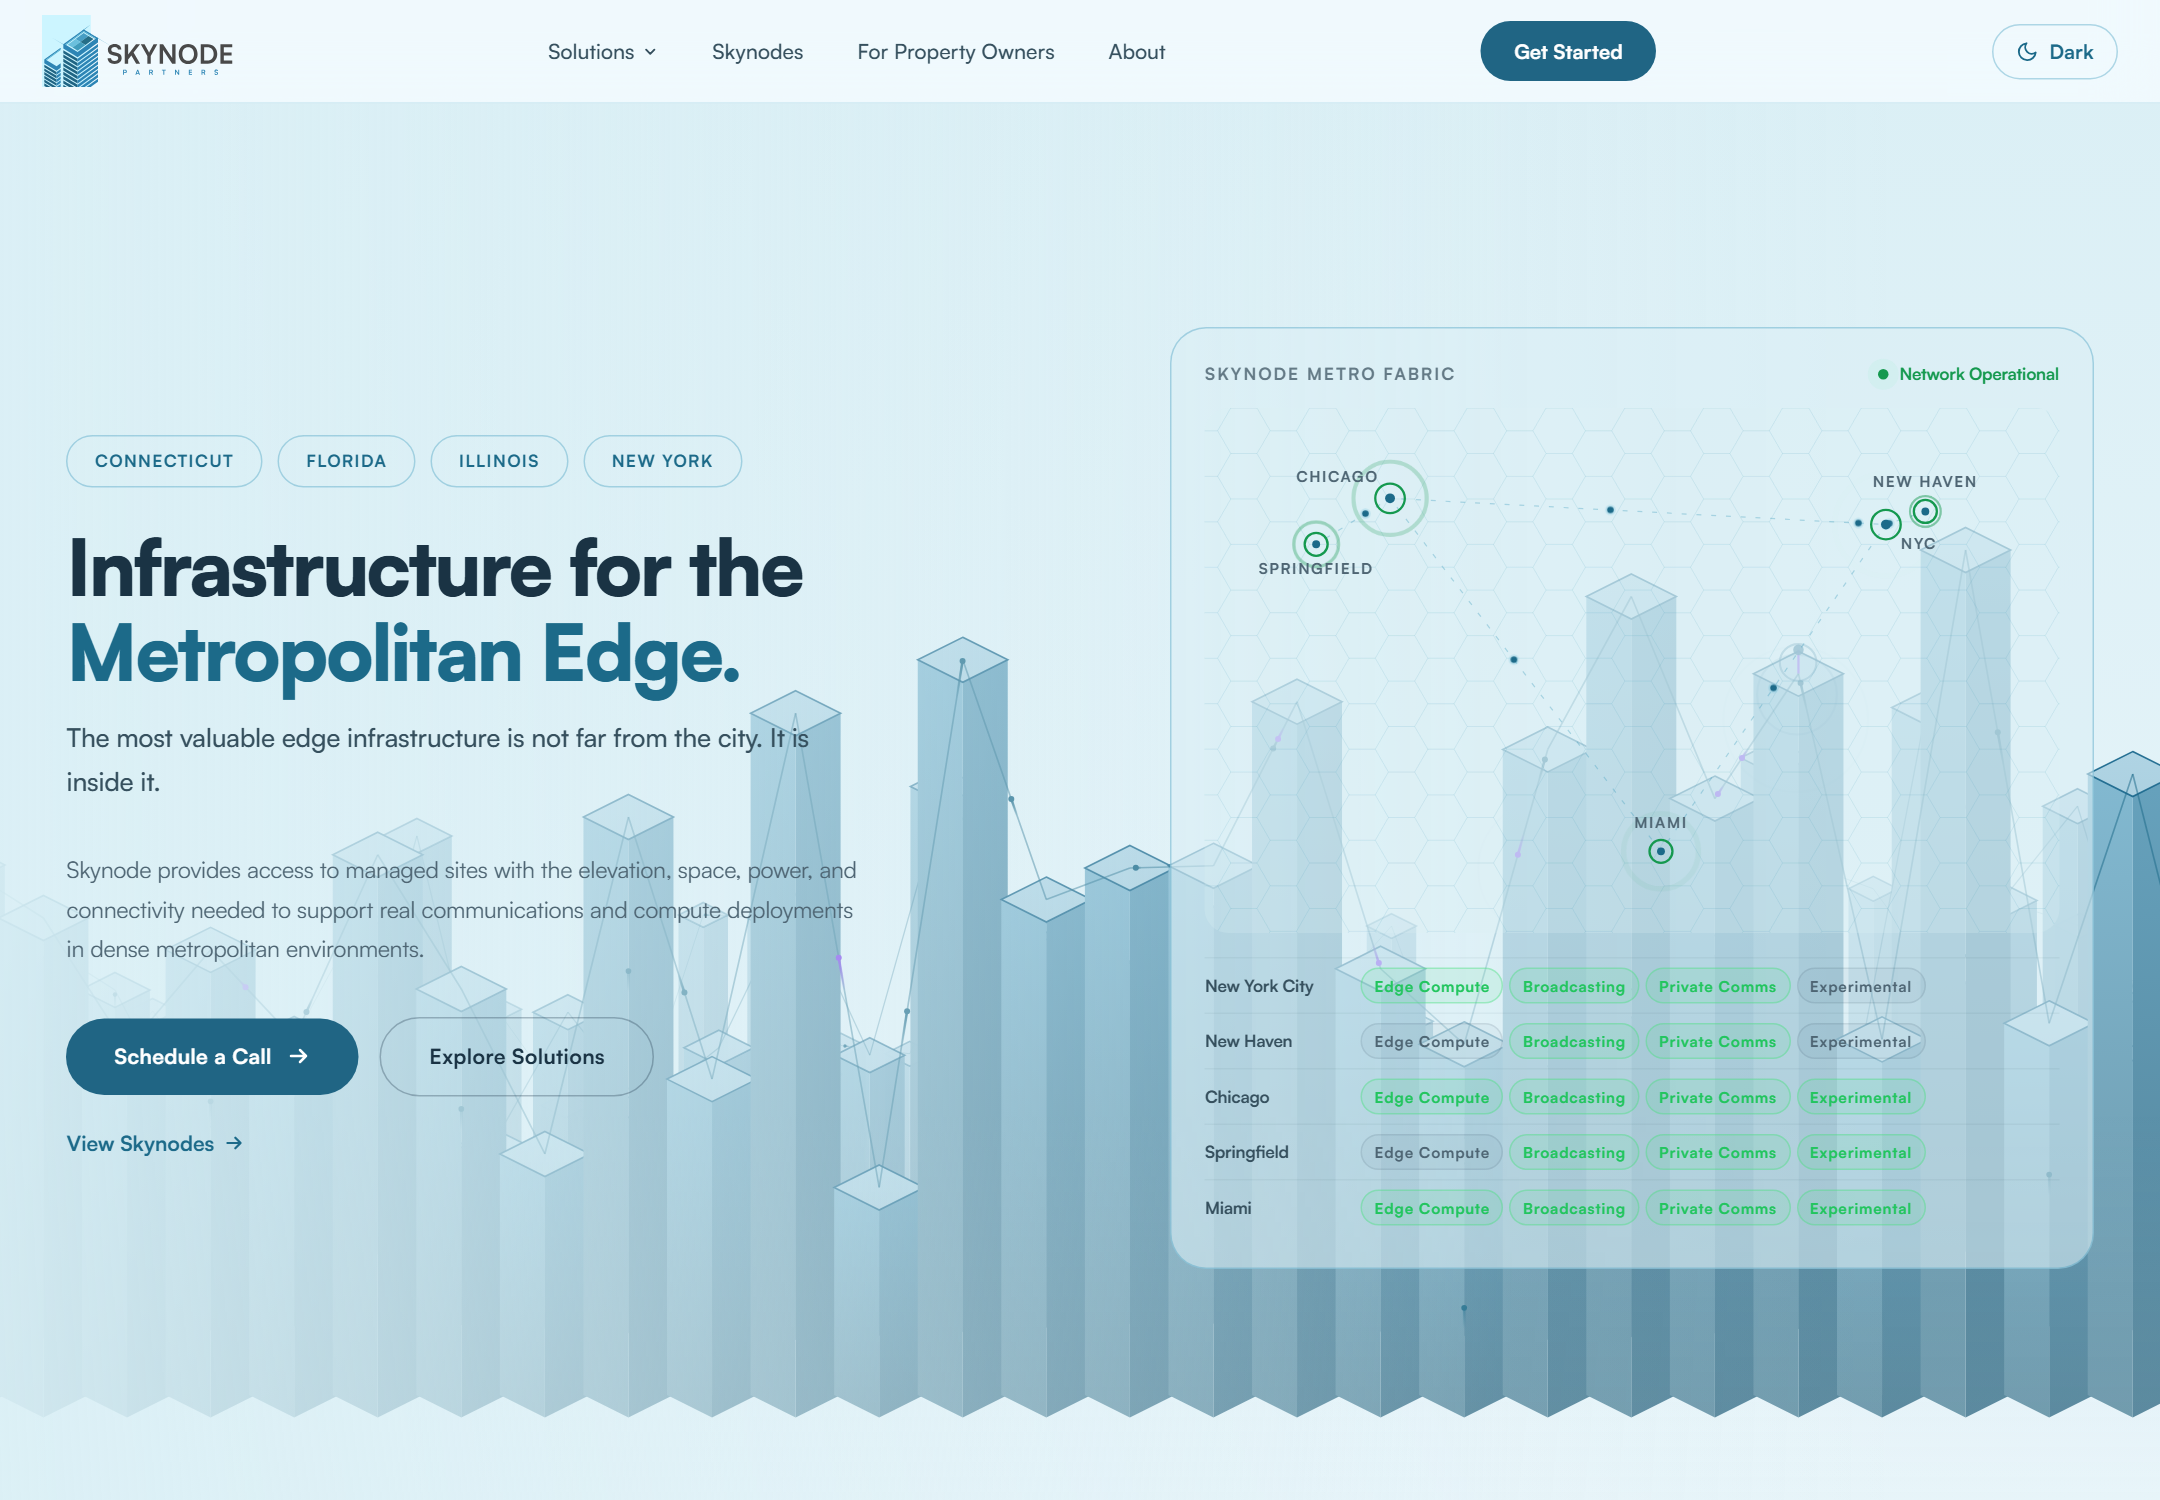 SKYNODE
PARTNERS
Solutions
Skynodes
For Property Owners
About
Get Started
Dark
CONNECTICUT
FLORIDA
ILLINOIS
NEW YORK
Infrastructure for the
Metropolitan Edge.
The most valuable edge infrastructure is not far from the city. It is
inside it.
Skynode provides access to managed sites with the elevation, space, power, and
connectivity needed to support real communications and compute deployments
in dense metropolitan environments.
Schedule a Call
Explore Solutions
View Skynodes
SKYNODE METRO FABRIC
Network Operational
CHICAGO
NEW HAVEN
NYC
SPRINGFIELD
MIAMI
New York City Edge Compute Broadcasting Private Comms Experimental
New Haven Edge Compute Broadcasting Private Comms Experimental
Chicago Edge Compute Broadcasting Private Comms Experimental
Springfield Edge Compute Broadcasting Private Comms Experimental
Miami Edge Compute Broadcasting Private Comms Experimental